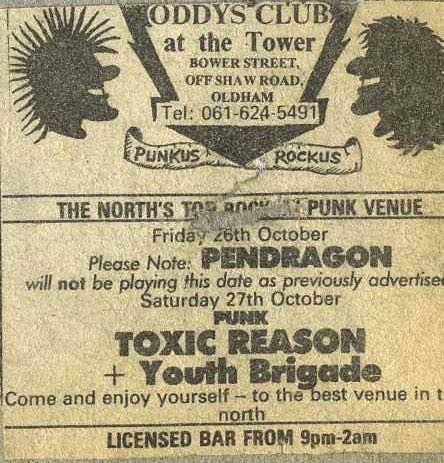 ODDYS CLUB
at the Tower
BOWER STREET,
OFF SHAW ROAD,
OLDHAM
Tel: 061-624-5491
PUNKUS ROCKUS
THE NORTH'S TOP ROCK PUNK VENUE
Friday 26th October
Please Note: PENDRAGON
will not be playing this date as previously advertise
Saturday 27th October
PUNK
TOXIC REASON
+ Youth Brigade
Come and enjoy yourself – to the best venue in t
north
LICENSED BAR FROM 9pm-2am